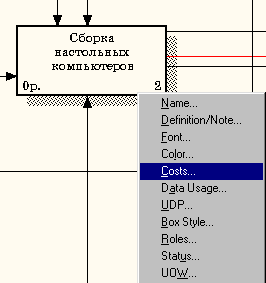 Сборка
настольных
компьютеров
0р. 2
Name...
Definition/Note...
Font...
Color...
Costs...
Data Usage...
UDP...
Box Style...
Roles...
Status...
UOW...